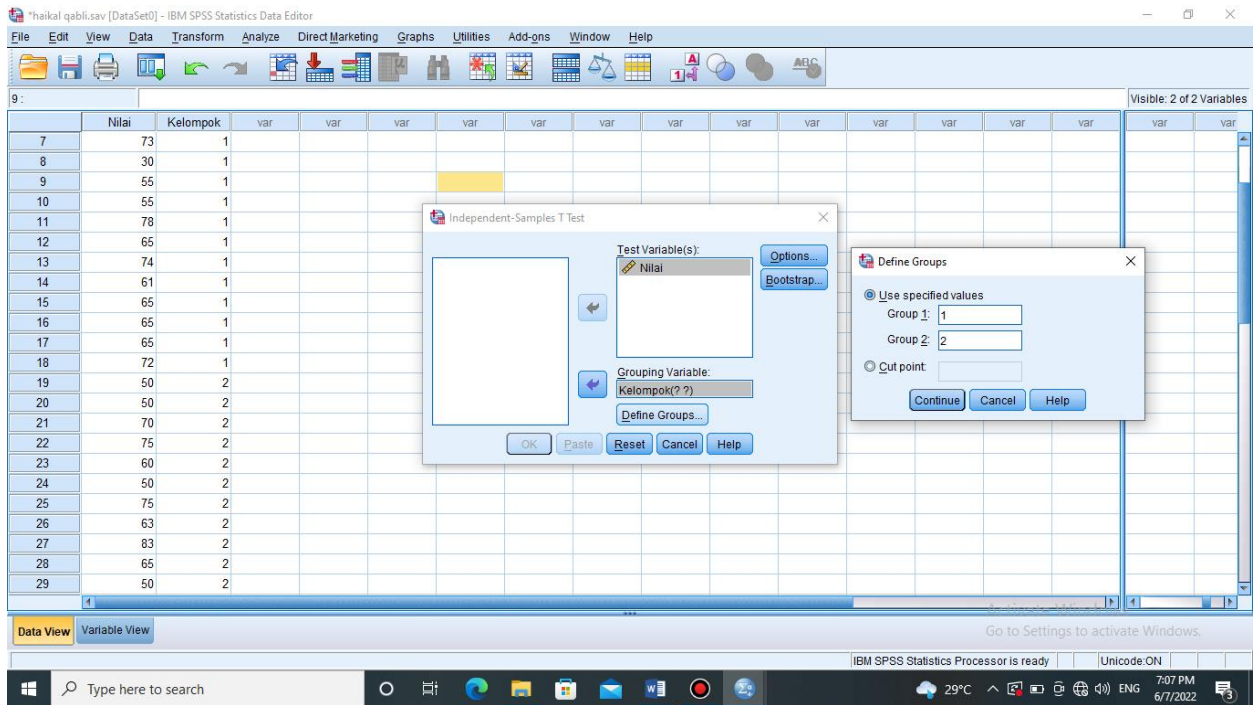 *haikal qabli.sav [DataSet0] - IBM SPSS Statistics Data Editor
File Edit View Data Transform Analyze Direct Marketing Graphs Utilities Add-ons Window Help
9 :
Visible: 2 of 2 Variables
Nilai Kelompok var var var var var var var var var var var var var var var
7 73 1
8 30 1
9 55 1
10 55 1
11 78 1
12 65 1
13 74 1
14 61 1
15 65 1
16 65 1
17 65 1
18 72 1
19 50 2
20 50 2
21 70 2
22 75 2
23 60 2
24 50 2
25 75 2
26 63 2
27 83 2
28 65 2
29 50 2
Independent-Samples T Test
Test Variable(s):
Nilai
Options...
Bootstrap...
Grouping Variable:
Kelompok(? ?)
Define Groups...
OK Paste Reset Cancel Help
Define Groups
Use specified values
Group 1: 1
Group 2: 2
Cut point:
Continue Cancel Help
Data View Variable View
Go to Settings to activate Windows.
IBM SPSS Statistics Processor is ready Unicode:ON
Type here to search
29°C ENG 7:07 PM
6/7/2022